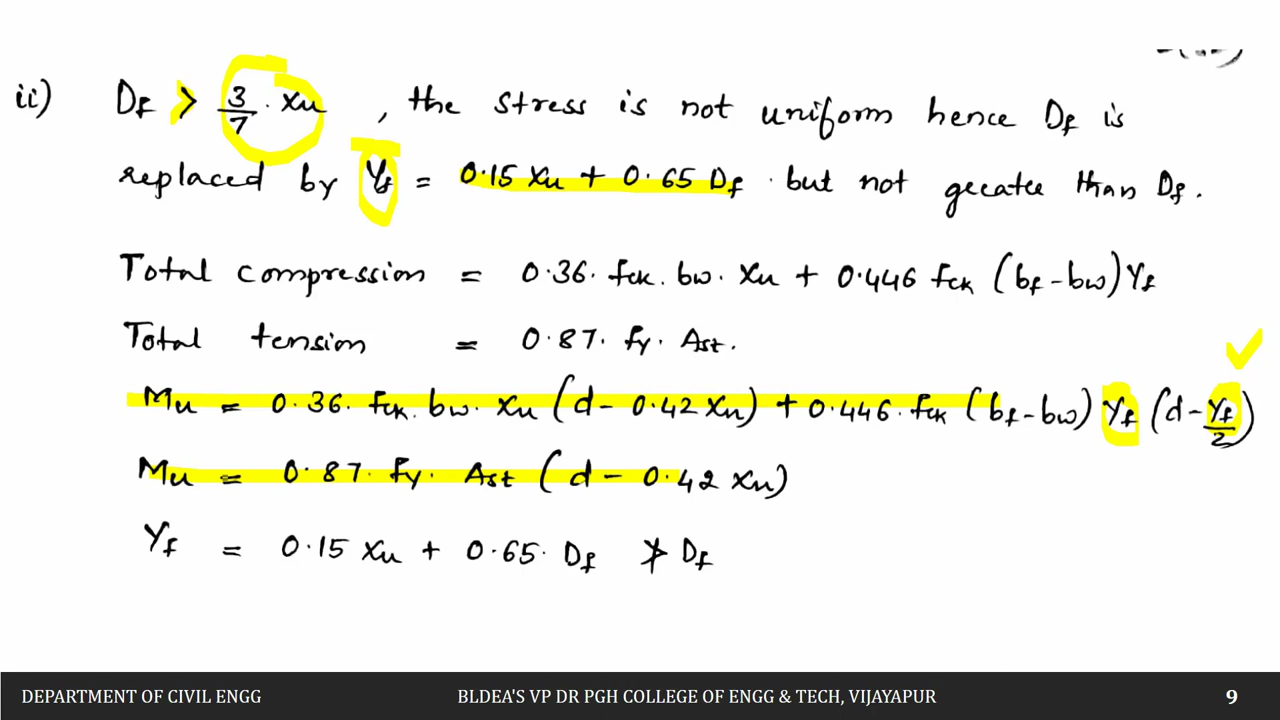 ii) Df > 3/7 · xu , the stress is not uniform hence Df is
replaced by Yf = 0.15 xu + 0.65 Df . but not greater than Df.
Total compression = 0.36. fck. bw. xu + 0.446 fck (bf - bw) Yf
Total tension = 0.87. fy. Ast.
Mu = 0.36. fck. bw. xu (d - 0.42 xu) + 0.446. fck (bf - bw) Yf (d - Yf/2)
Mu = 0.87. fy. Ast (d - 0.42 xu)
Yf = 0.15 xu + 0.65. Df ≯ Df
DEPARTMENT OF CIVIL ENGG BLDEA'S VP DR PGH COLLEGE OF ENGG & TECH, VIJAYAPUR 9